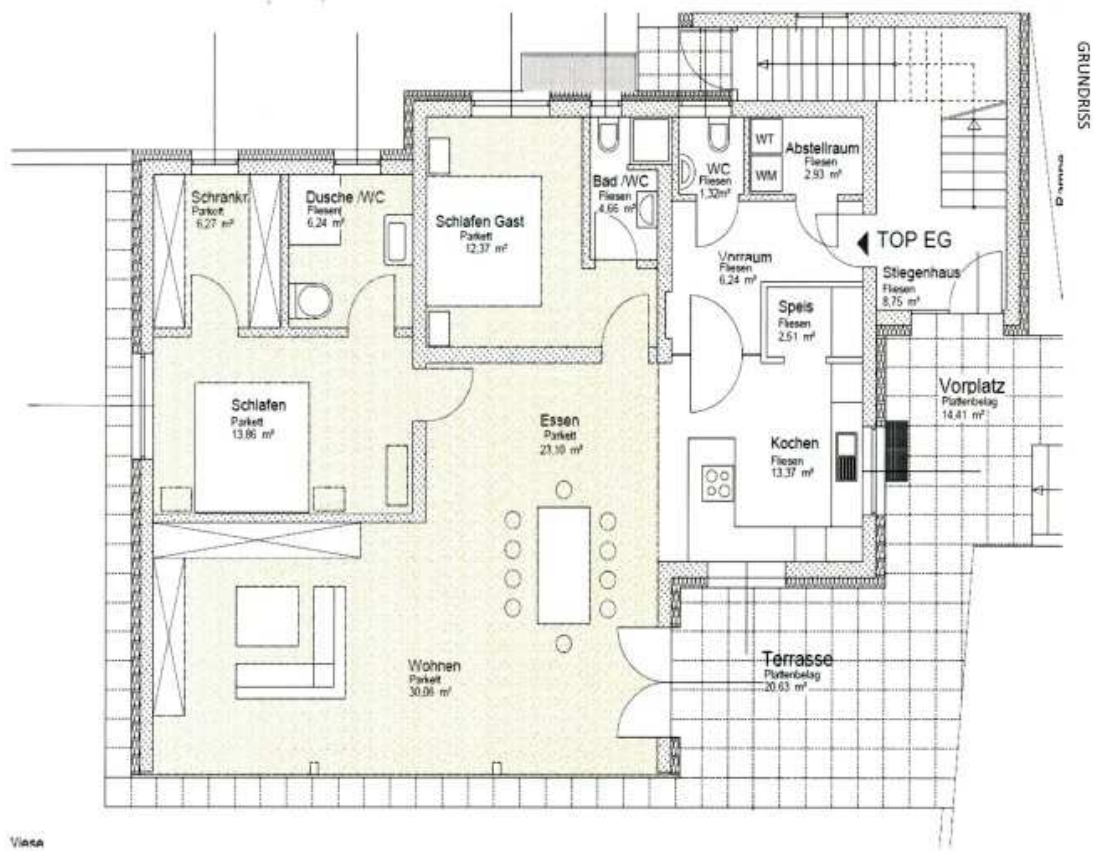 GRUNDRISS
Rampe
Schrankr.
Parkett
6,27 m²
Dusche /WC
Fliesen
6,24 m²
Schlafen Gast
Parkett
12,37 m²
Bad /WC
Fliesen
4,66 m²
WC
Fliesen
1,32m²
WT
WM
Abstellraum
Fliesen
2,93 m²
TOP EG
Vorraum
Fliesen
6,24 m²
Stiegenhaus
Fliesen
8,75 m²
Speis
Fliesen
2,51 m²
Schlafen
Parkett
13,86 m²
Essen
Parkett
23,10 m²
Kochen
Fliesen
13,37 m²
Vorplatz
Plattenbelag
14,41 m²
Wohnen
Parkett
30,06 m²
Terrasse
Plattenbelag
20,63 m²